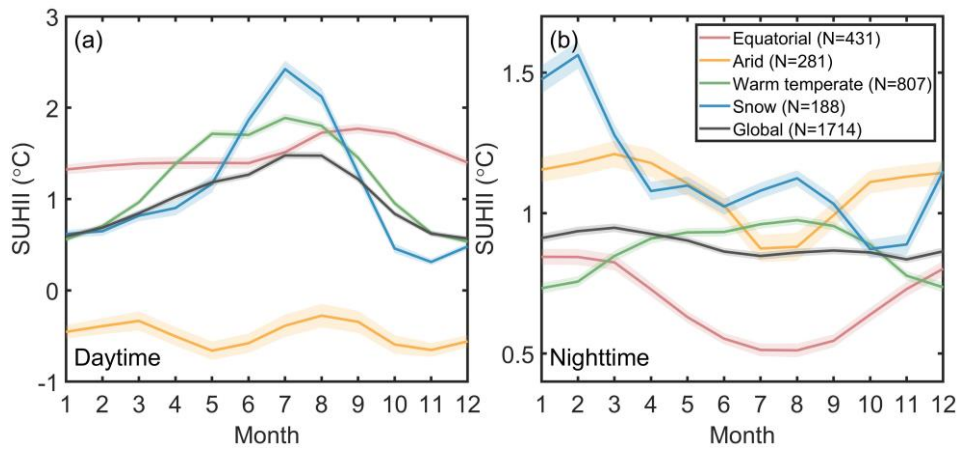 (a)
3
2
1
0
-1
SUHII (°C)
1 2 3 4 5 6 7 8 9 10 11 12
Month
Daytime
(b)
Equatorial (N=431)
Arid (N=281)
Warm temperate (N=807)
Snow (N=188)
Global (N=1714)
1.5
1
0.5
SUHII (°C)
1 2 3 4 5 6 7 8 9 10 11 12
Month
Nighttime